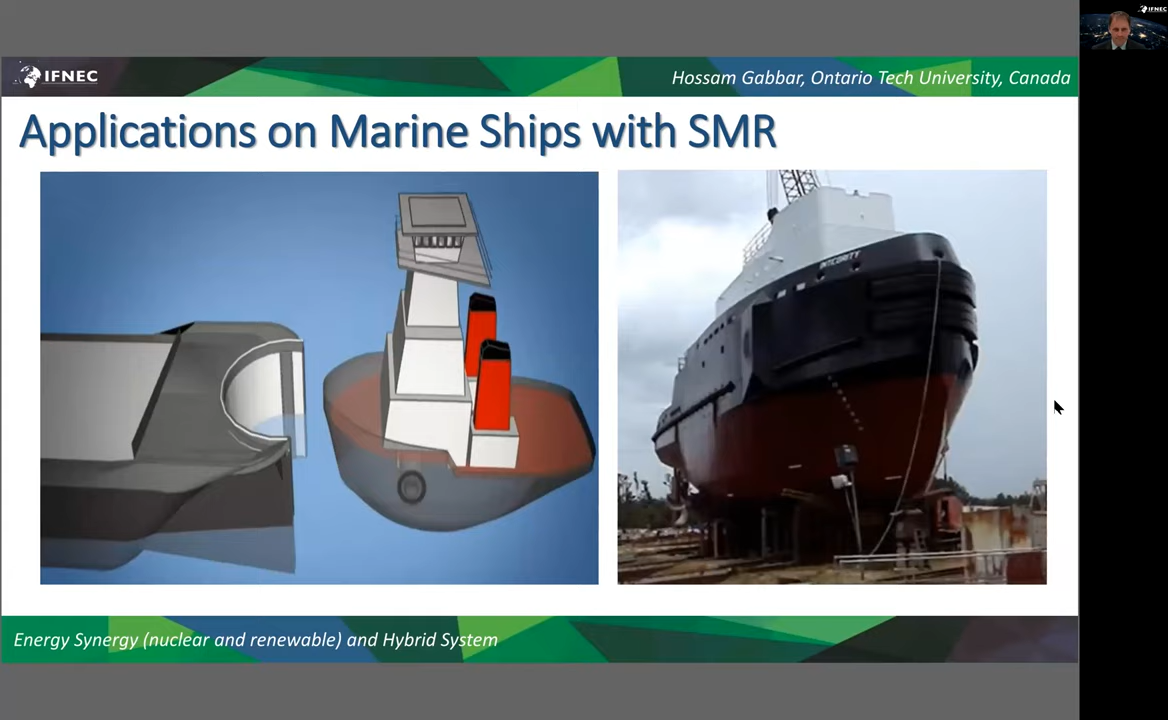 IFNEC
IFNEC
Hossam Gabbar, Ontario Tech University, Canada
Applications on Marine Ships with SMR
INTEGRITY
Energy Synergy (nuclear and renewable) and Hybrid System